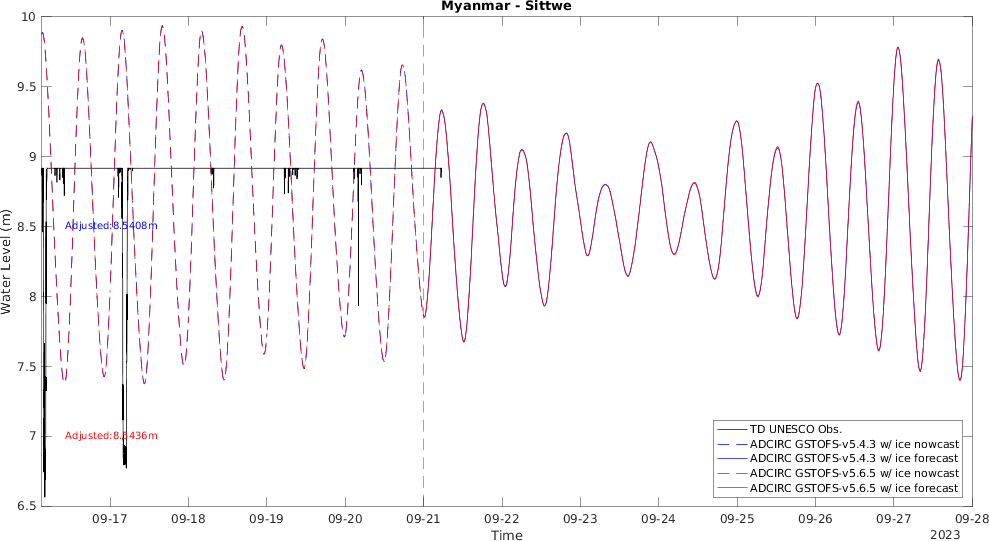 Myanmar - Sittwe
10
9.5
9
8.5
8
7.5
7
6.5
Water Level (m)
Adjusted:8.5408m
Adjusted:8.5436m
TD UNESCO Obs.
ADCIRC GSTOFS-v5.4.3 w/ ice nowcast
ADCIRC GSTOFS-v5.4.3 w/ ice forecast
ADCIRC GSTOFS-v5.6.5 w/ ice nowcast
ADCIRC GSTOFS-v5.6.5 w/ ice forecast
09-17 09-18 09-19 09-20 09-21 09-22 09-23 09-24 09-25 09-26 09-27 09-28
Time
2023